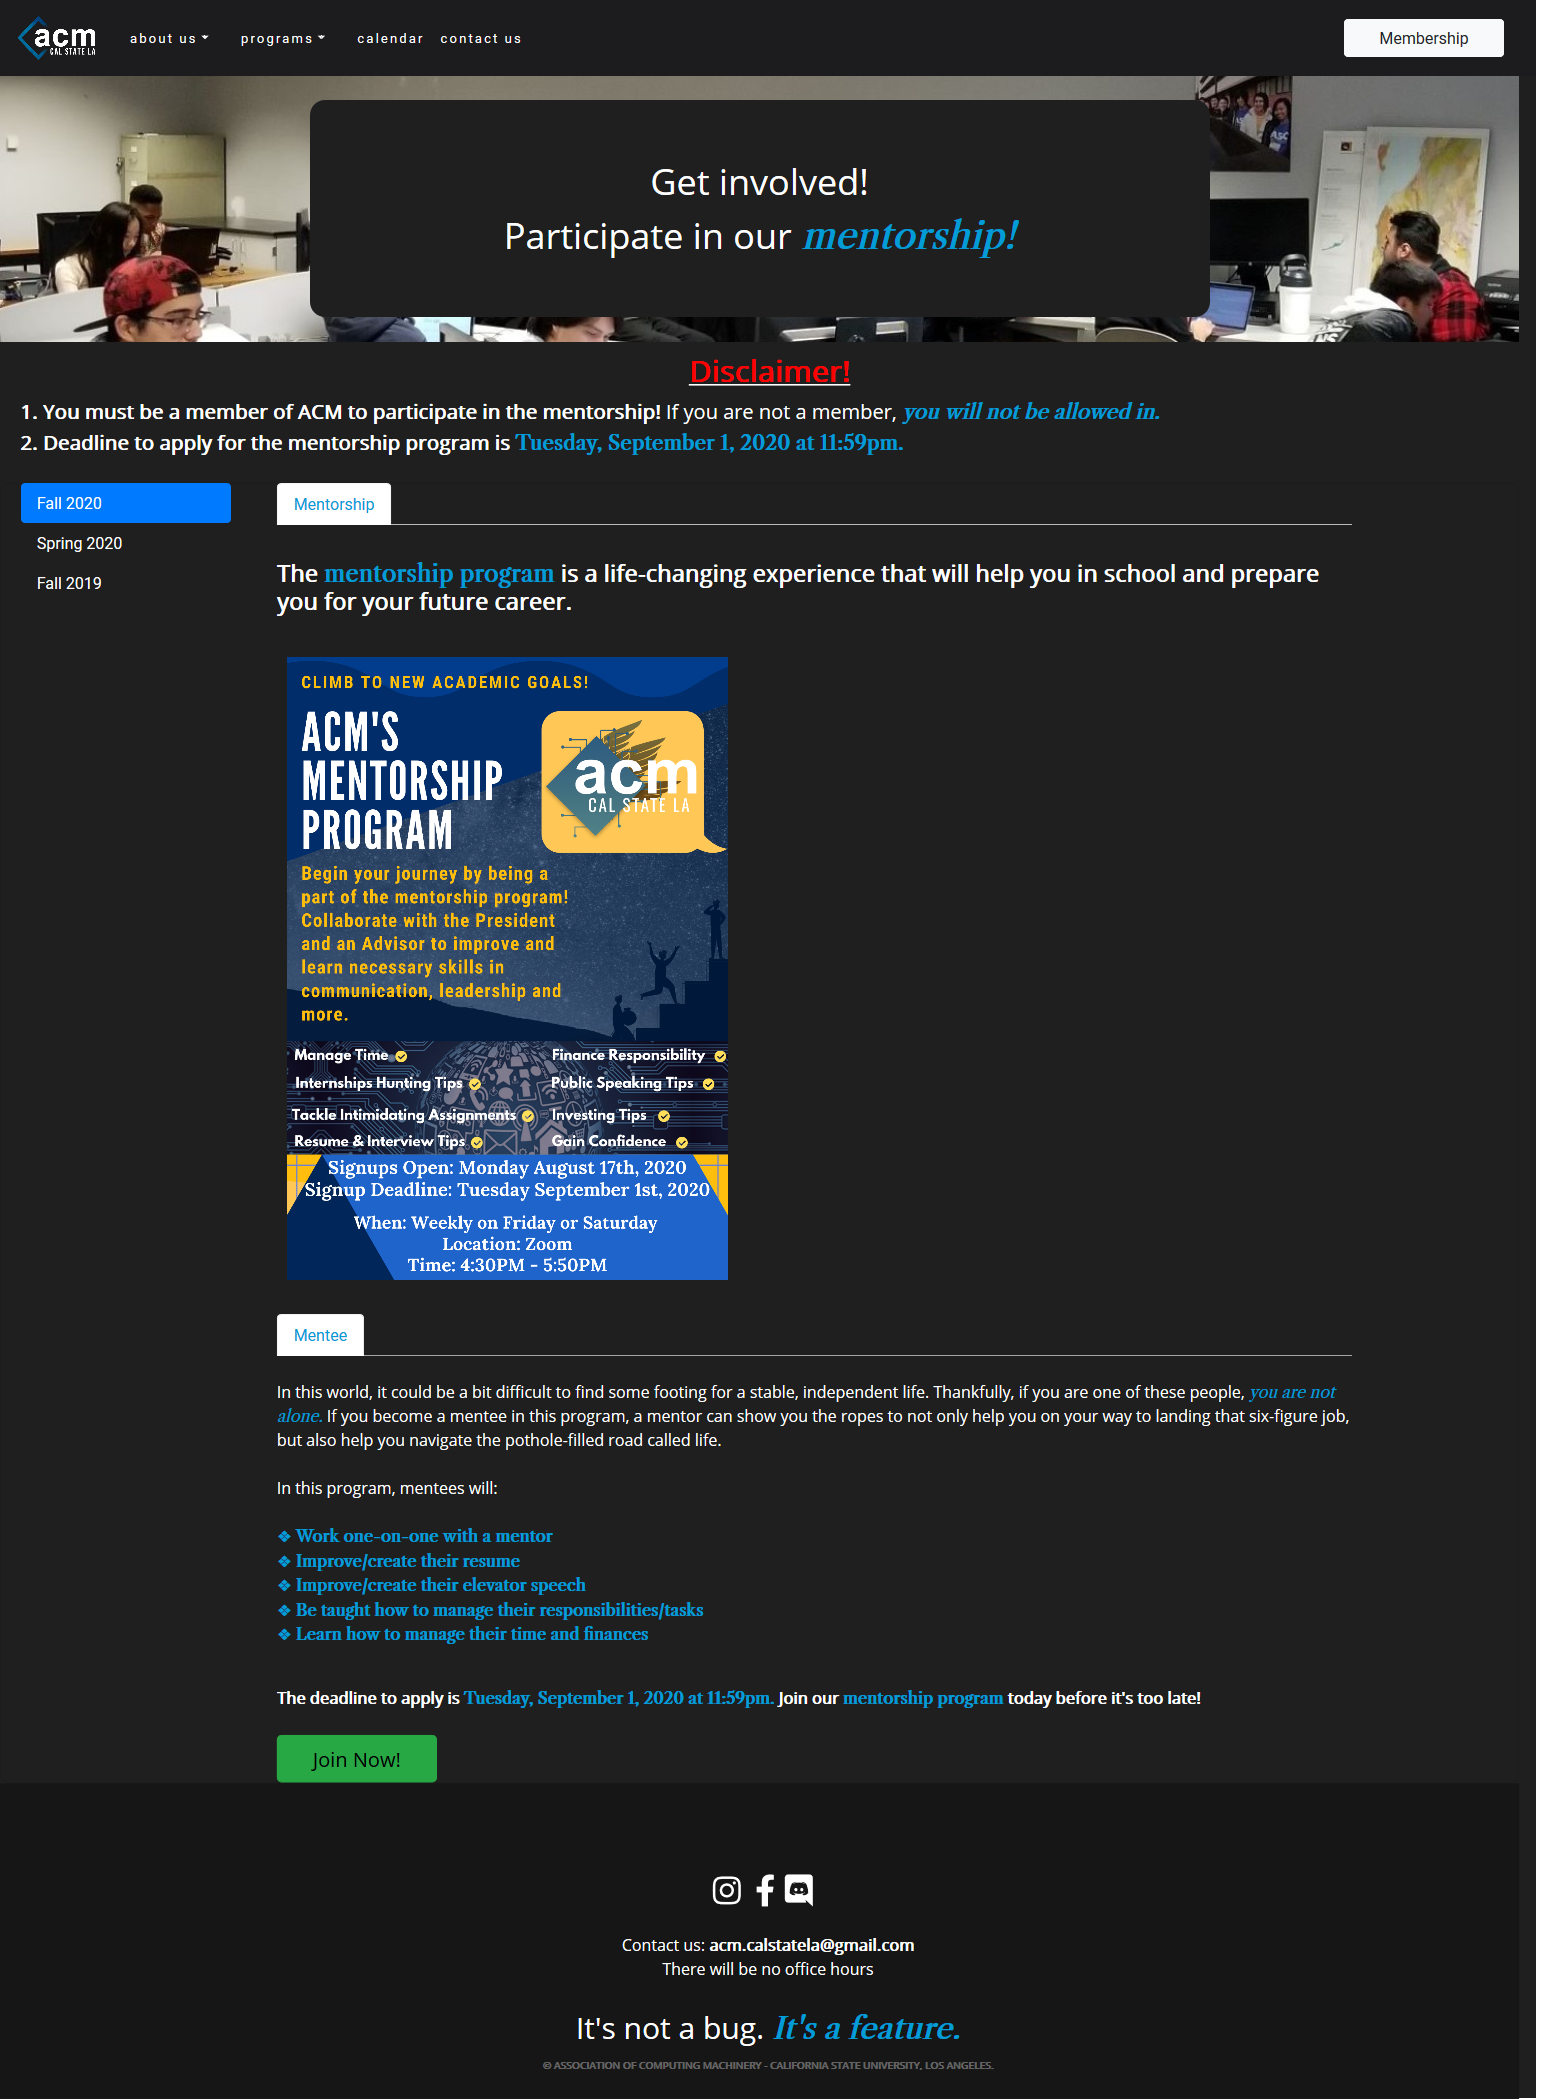 acm
CAL STATE LA
about us
programs
calendar
contact us
Membership
Get involved!
Participate in our mentorship!
Disclaimer!
1. You must be a member of ACM to participate in the mentorship! If you are not a member, you will not be allowed in.
2. Deadline to apply for the mentorship program is Tuesday, September 1, 2020 at 11:59pm.
Fall 2020
Spring 2020
Fall 2019
Mentorship
The mentorship program is a life-changing experience that will help you in school and prepare
you for your future career.
CLIMB TO NEW ACADEMIC GOALS!
ACM'S
MENTORSHIP
PROGRAM
acm
CAL STATE LA
Begin your journey by being a
part of the mentorship program!
Collaborate with the President
and an Advisor to improve and
learn necessary skills in
communication, leadership and
more.
Manage Time
Finance Responsibility
Internships Hunting Tips
Public Speaking Tips
Tackle Intimidating Assignments
Investing Tips
Resume & Interview Tips
Gain Confidence
Signups Open: Monday August 17th, 2020
Signup Deadline: Tuesday September 1st, 2020
When: Weekly on Friday or Saturday
Location: Zoom
Time: 4:30PM - 5:50PM
Mentee
In this world, it could be a bit difficult to find some footing for a stable, independent life. Thankfully, if you are one of these people, you are not
alone. If you become a mentee in this program, a mentor can show you the ropes to not only help you on your way to landing that six-figure job,
but also help you navigate the pothole-filled road called life.
In this program, mentees will:
❖ Work one-on-one with a mentor
❖ Improve/create their resume
❖ Improve/create their elevator speech
❖ Be taught how to manage their responsibilities/tasks
❖ Learn how to manage their time and finances
The deadline to apply is Tuesday, September 1, 2020 at 11:59pm. Join our mentorship program today before it's too late!
Join Now!
Contact us: acm.calstatela@gmail.com
There will be no office hours
It's not a bug. It's a feature.
© ASSOCIATION OF COMPUTING MACHINERY - CALIFORNIA STATE UNIVERSITY, LOS ANGELES.